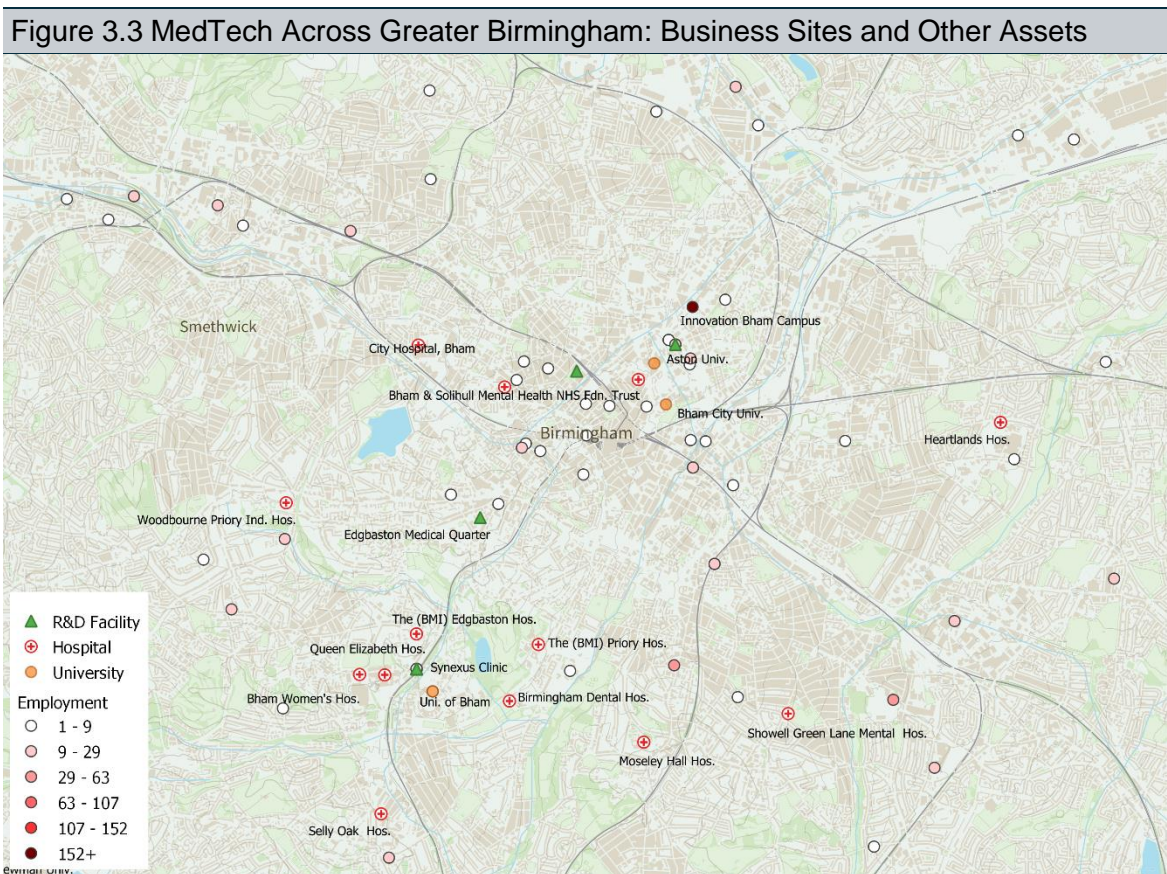 Figure 3.3 MedTech Across Greater Birmingham: Business Sites and Other Assets
Smethwick
Innovation Bham Campus
City Hospital, Bham
Aston Univ.
Bham & Solihull Mental Health NHS Fdn. Trust
Bham City Univ.
Birmingham
Heartlands Hos.
Woodbourne Priory Ind. Hos.
Edgbaston Medical Quarter
The (BMI) Edgbaston Hos.
Queen Elizabeth Hos.
The (BMI) Priory Hos.
Synexus Clinic
Bham Women's Hos.
Uni. of Bham
Birmingham Dental Hos.
Showell Green Lane Mental  Hos.
Moseley Hall Hos.
Selly Oak  Hos.
R&D Facility
Hospital
University
Employment
1 - 9
9 - 29
29 - 63
63 - 107
107 - 152
152+